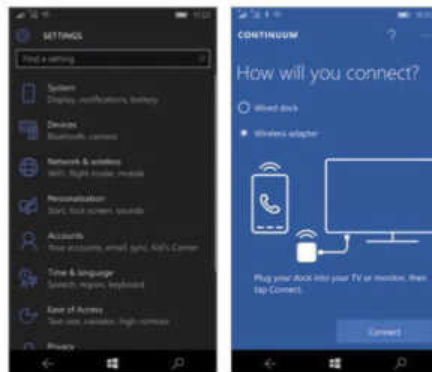 SETTINGS
Find a setting
System
Display, notifications, battery
Devices
Bluetooth, camera
Network & wireless
WiFi, flight mode, mobile
Personalisation
Start, lock screen, sounds
Accounts
Your accounts, email, sync, Kid's Corner
Time & language
Speech, region, keyboard
Ease of Access
Text size, narrator, high contrast
Privacy
CONTINUUM
?
How will you connect?
Wired dock
Wireless adapter
Plug your dock into your TV or monitor, then
tap Connect.
Connect